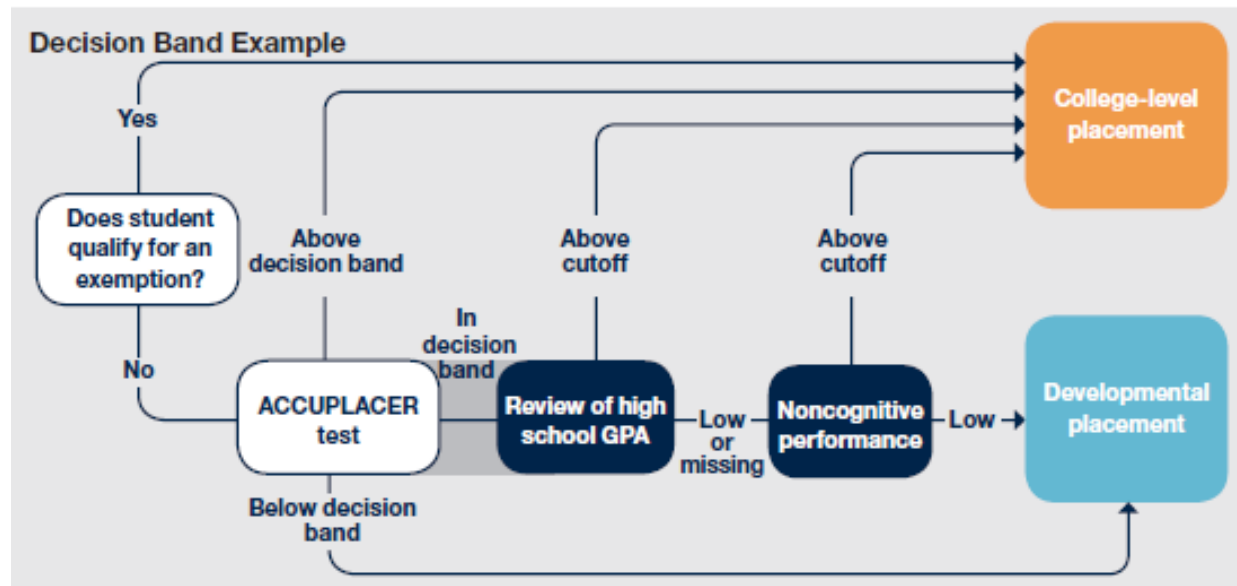 Decision Band Example
Yes
Does student
qualify for an
exemption?
No
Above
decision band
Above
cutoff
Above
cutoff
College-level
placement
In
decision
band
ACCUPLACER
test
Review of high
school GPA
Low
or
missing
Noncognitive
performance
Low
Developmental
placement
Below decision
band